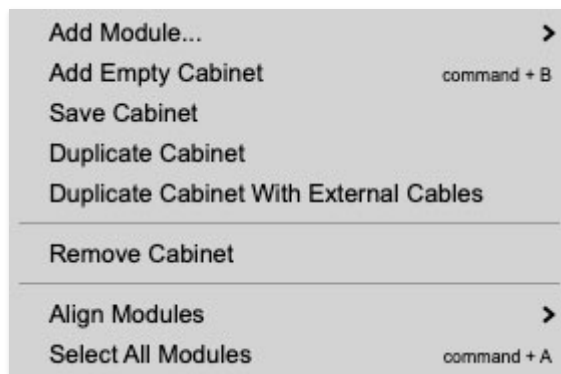 Add Module... >
Add Empty Cabinet command + B
Save Cabinet
Duplicate Cabinet
Duplicate Cabinet With External Cables
Remove Cabinet
Align Modules >
Select All Modules command + A